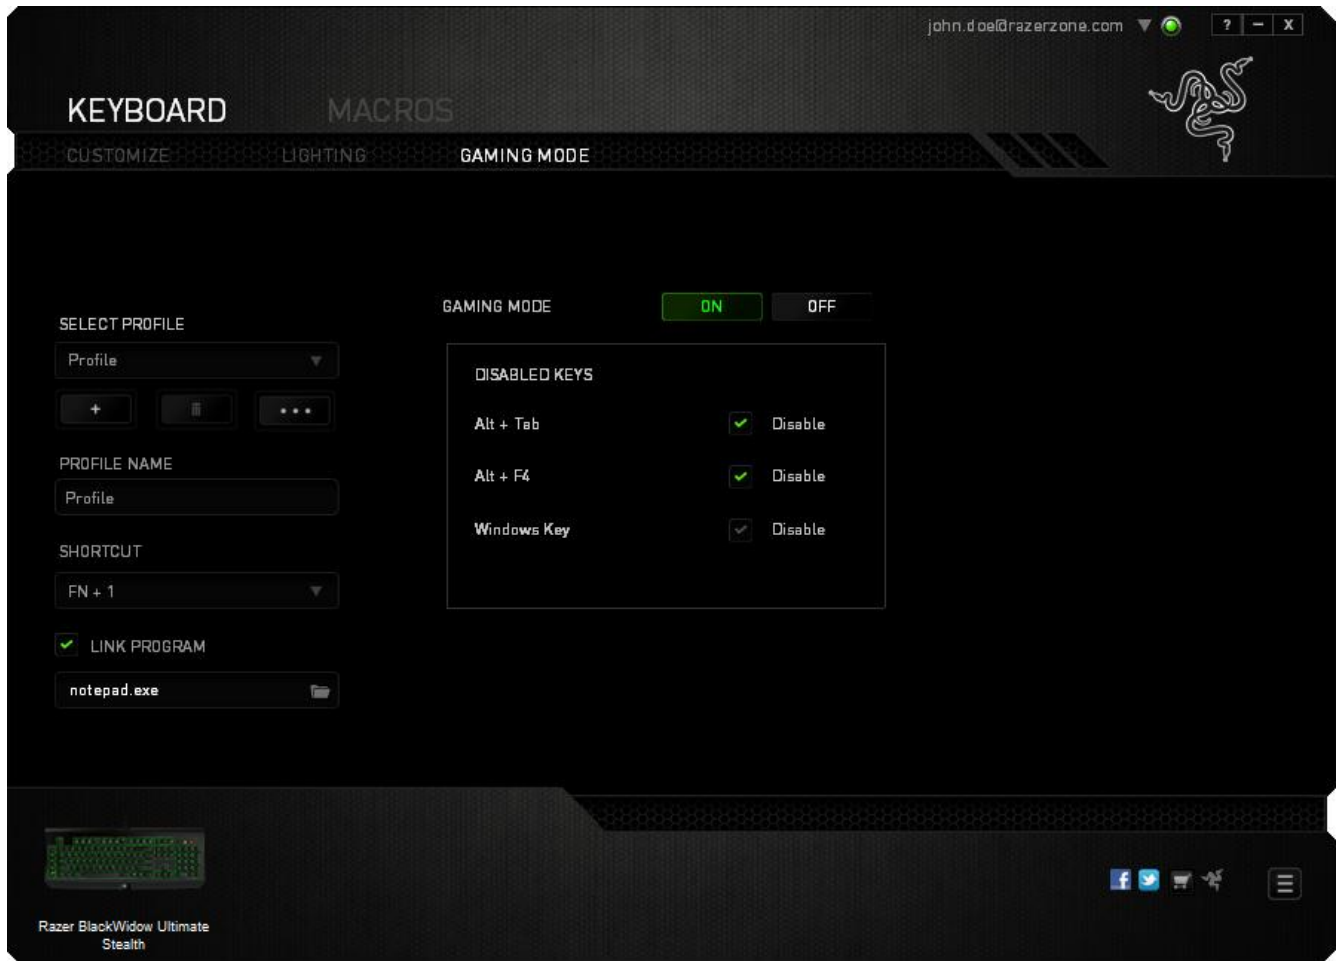 john.doe@razerzone.com
? – X
KEYBOARD MACROS
CUSTOMIZE LIGHTING GAMING MODE
GAMING MODE ON OFF
SELECT PROFILE
Profile
+ •••
PROFILE NAME
Profile
SHORTCUT
FN + 1
LINK PROGRAM
notepad.exe
DISABLED KEYS
Alt + Tab Disable
Alt + F4 Disable
Windows Key Disable
Razer BlackWidow Ultimate
Stealth